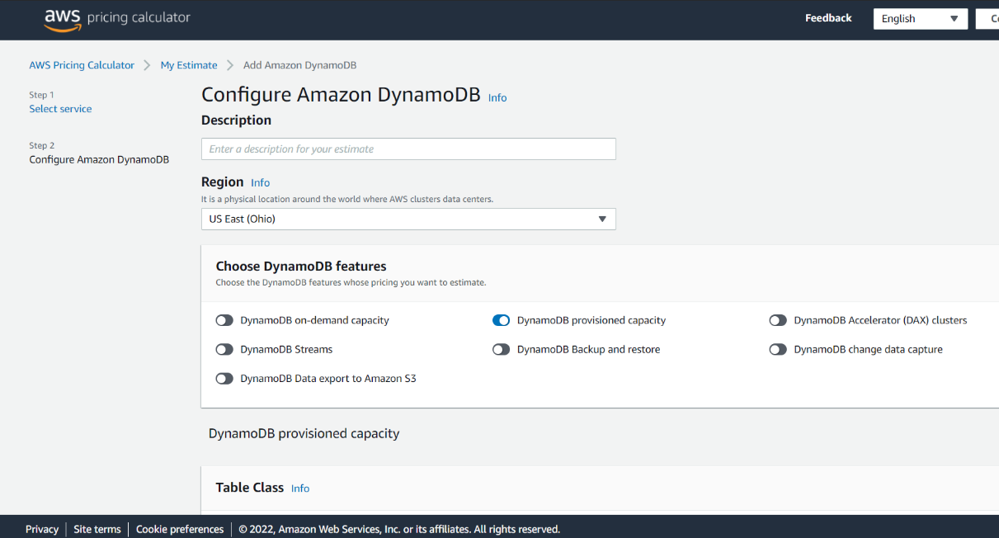 aws pricing calculator
Feedback
English
AWS Pricing Calculator
My Estimate
Add Amazon DynamoDB
Step 1
Select service
Step 2
Configure Amazon DynamoDB
Configure Amazon DynamoDB Info
Description
Enter a description for your estimate
Region Info
It is a physical location around the world where AWS clusters data centers.
US East (Ohio)
Choose DynamoDB features
Choose the DynamoDB features whose pricing you want to estimate.
DynamoDB on-demand capacity
DynamoDB provisioned capacity
DynamoDB Accelerator (DAX) clusters
DynamoDB Streams
DynamoDB Backup and restore
DynamoDB change data capture
DynamoDB Data export to Amazon S3
DynamoDB provisioned capacity
Table Class Info
Privacy
Site terms
Cookie preferences
© 2022, Amazon Web Services, Inc. or its affiliates. All rights reserved.